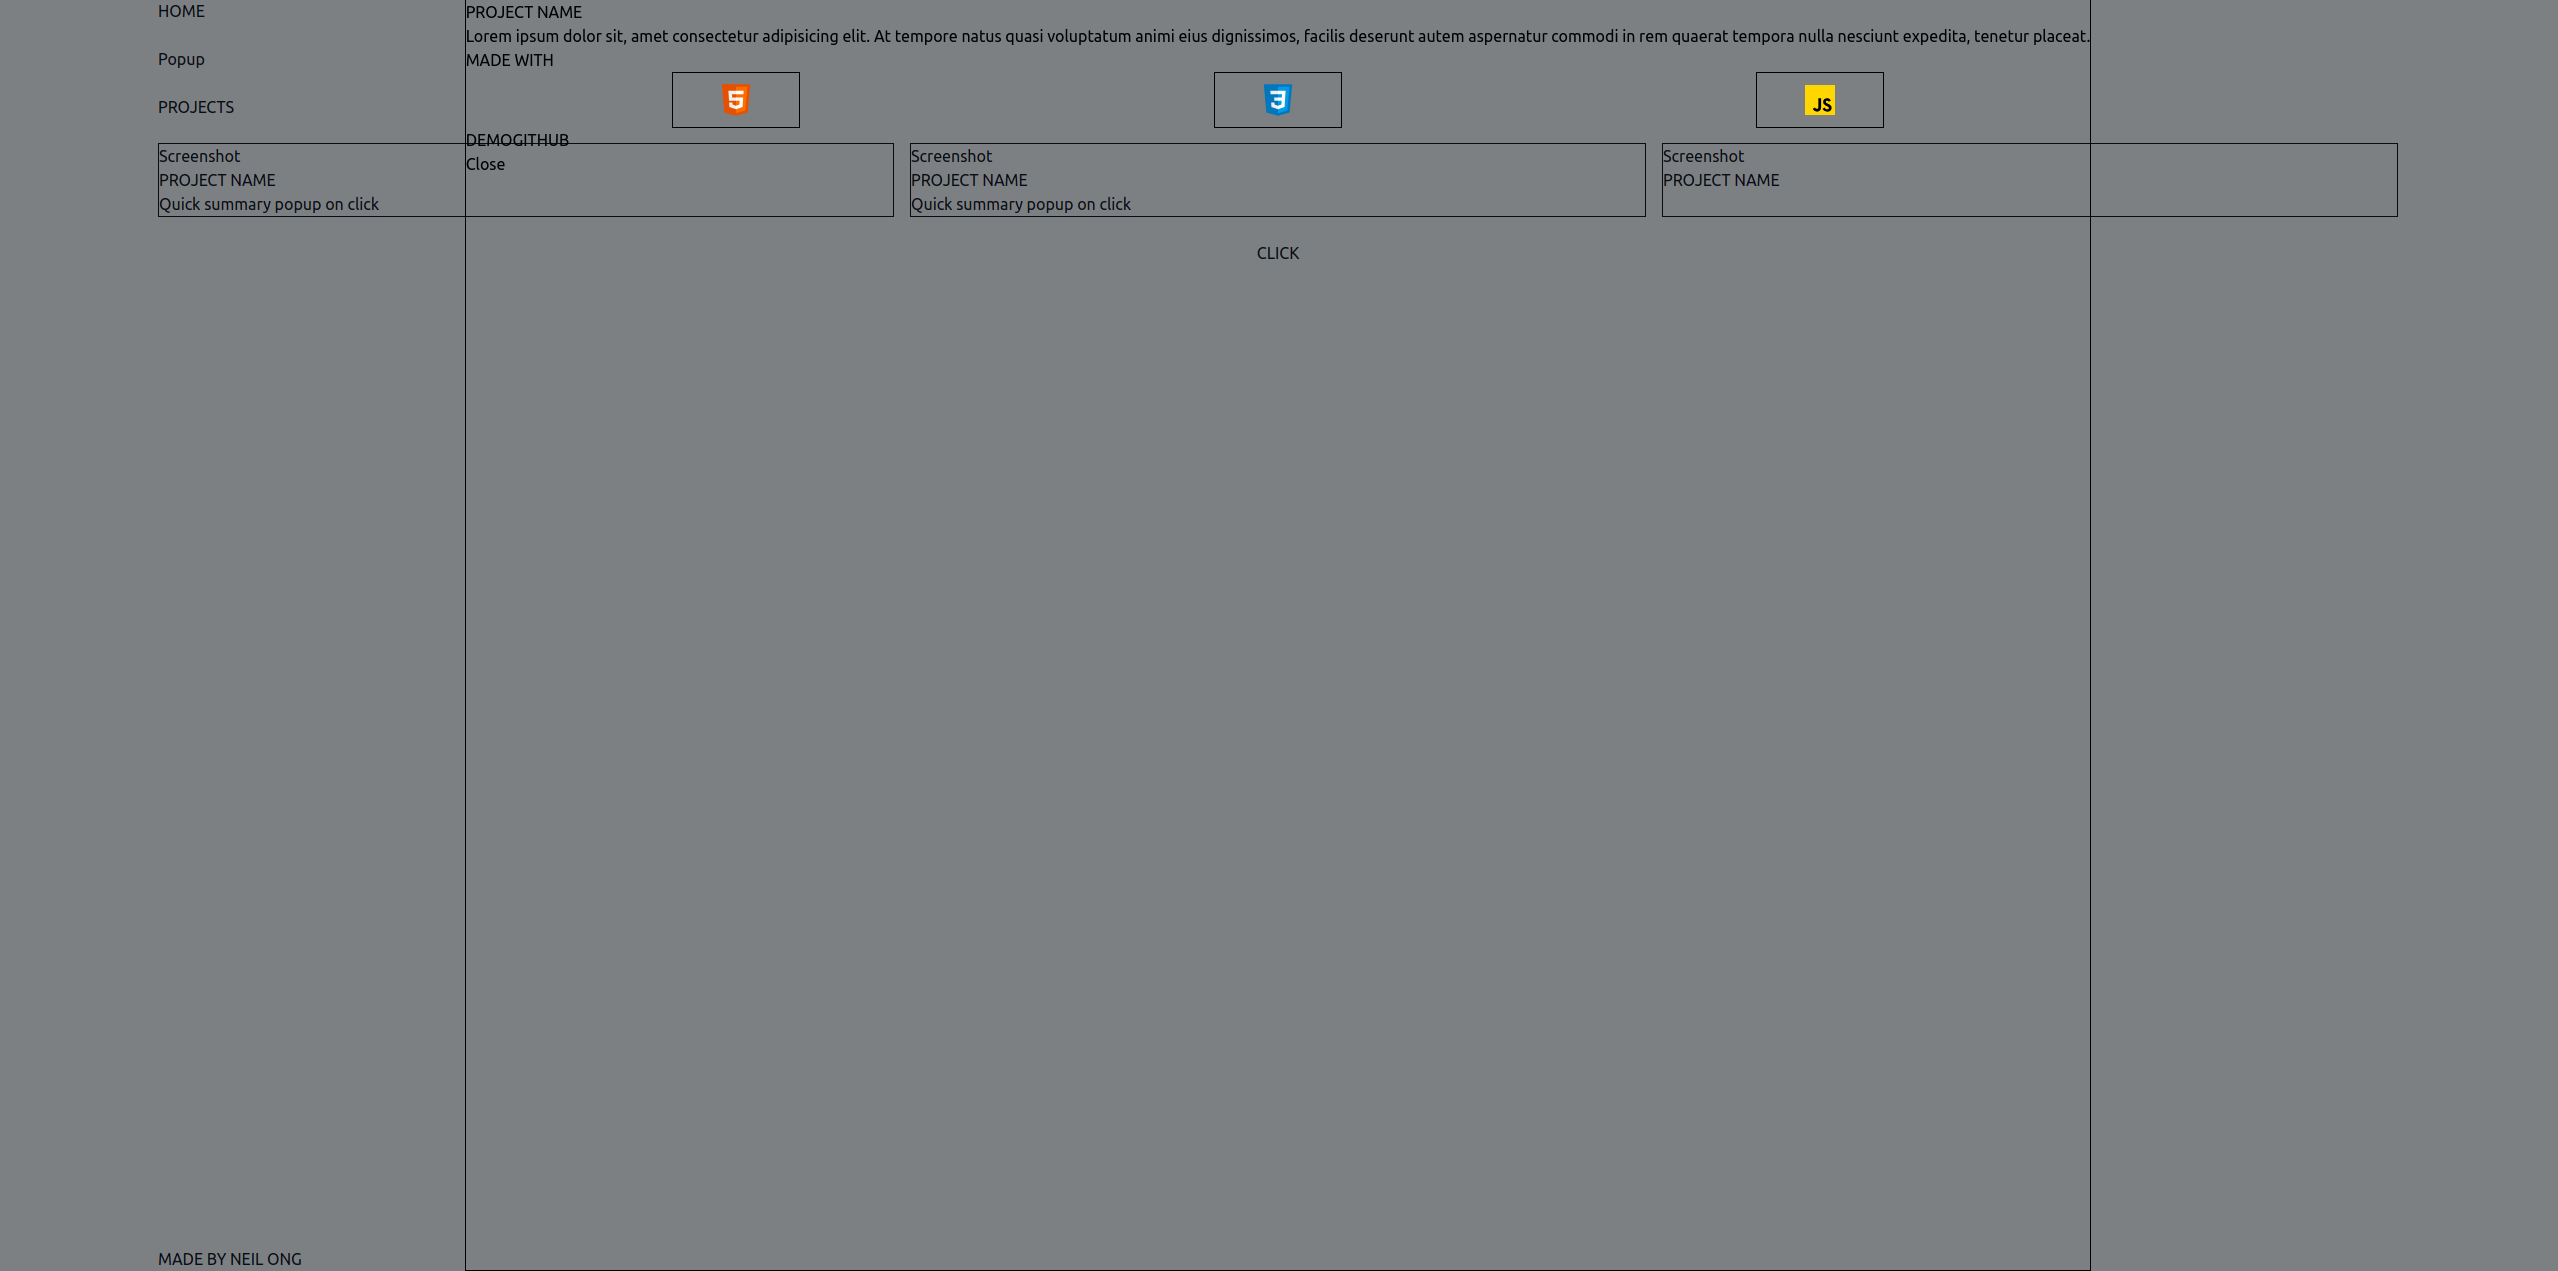 HOME
Popup
PROJECTS
PROJECT NAME
Lorem ipsum dolor sit, amet consectetur adipisicing elit. At tempore natus quasi voluptatum animi eius dignissimos, facilis deserunt autem aspernatur commodi in rem quaerat tempora nulla nesciunt expedita, tenetur placeat.
MADE WITH
5
3
JS
DEMOGITHUB
Close
Screenshot
PROJECT NAME
Quick summary popup on click
Screenshot
PROJECT NAME
Quick summary popup on click
Screenshot
PROJECT NAME
CLICK
MADE BY NEIL ONG